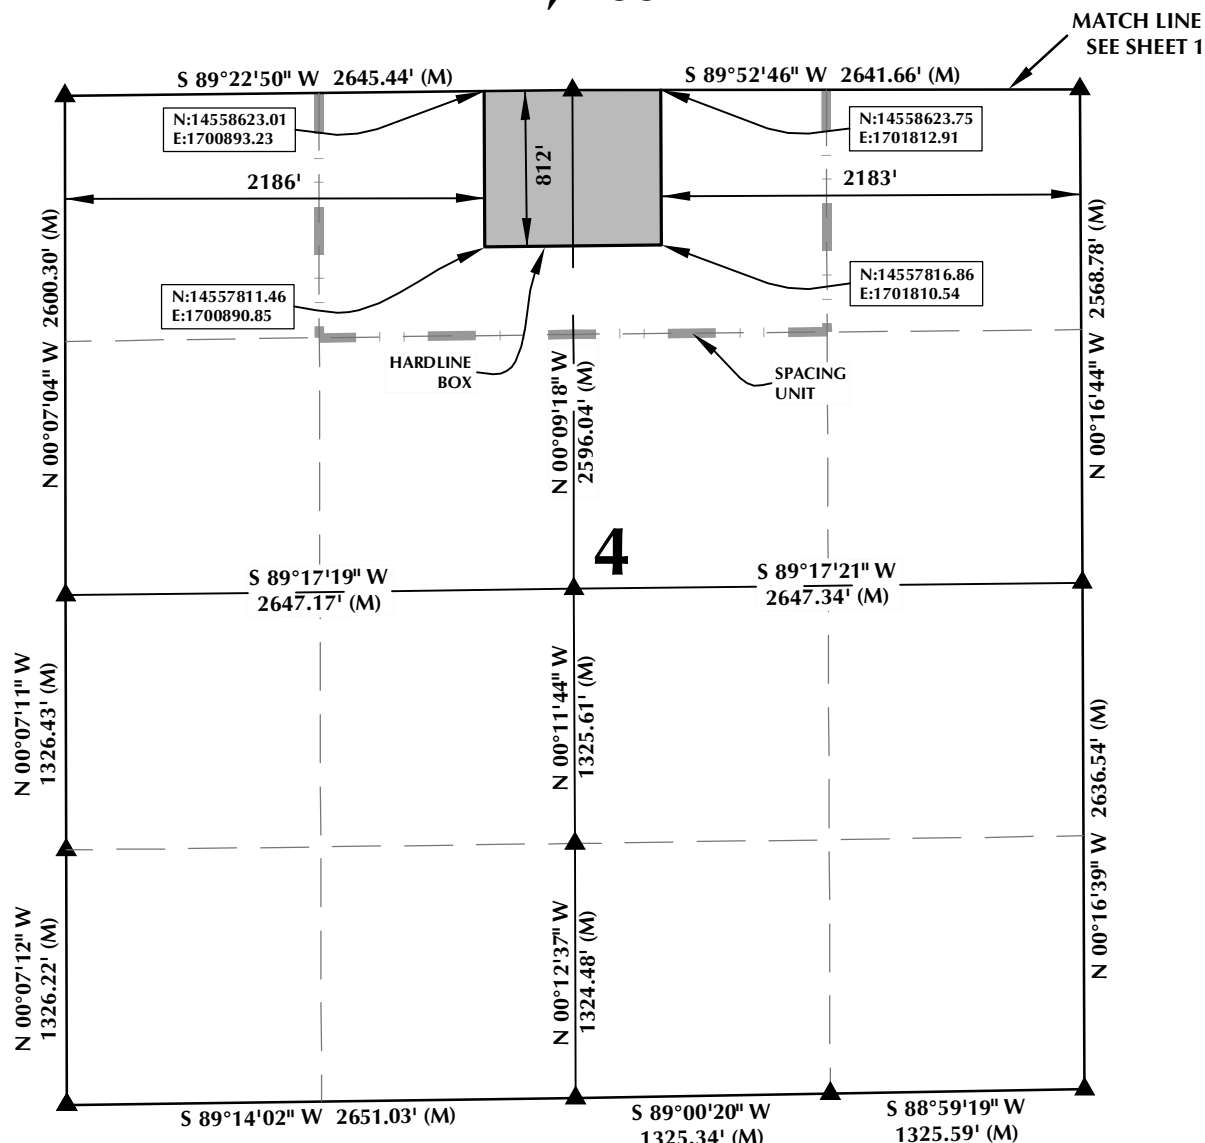 MATCH LINE
SEE SHEET 1
S 89°22'50" W 2645.44' (M)
S 89°52'46" W 2641.66' (M)
N:14558623.01
E:1700893.23
N:14558623.75
E:1701812.91
812'
2186'
2183'
N:14557811.46
E:1700890.85
N:14557816.86
E:1701810.54
N 00°07'04" W 2600.30' (M)
N 00°16'44" W 2568.78' (M)
HARDLINE
BOX
SPACING
UNIT
N 00°09'18" W
2596.04' (M)
4
S 89°17'19" W
2647.17' (M)
S 89°17'21" W
2647.34' (M)
N 00°07'11" W
1326.43' (M)
N 00°11'44" W
1325.61' (M)
N 00°16'39" W 2636.54' (M)
N 00°07'12" W
1326.22' (M)
N 00°12'37" W
1324.48' (M)
S 89°14'02" W 2651.03' (M)
S 89°00'20" W
1325.34' (M)
S 88°59'19" W
1325.59' (M)